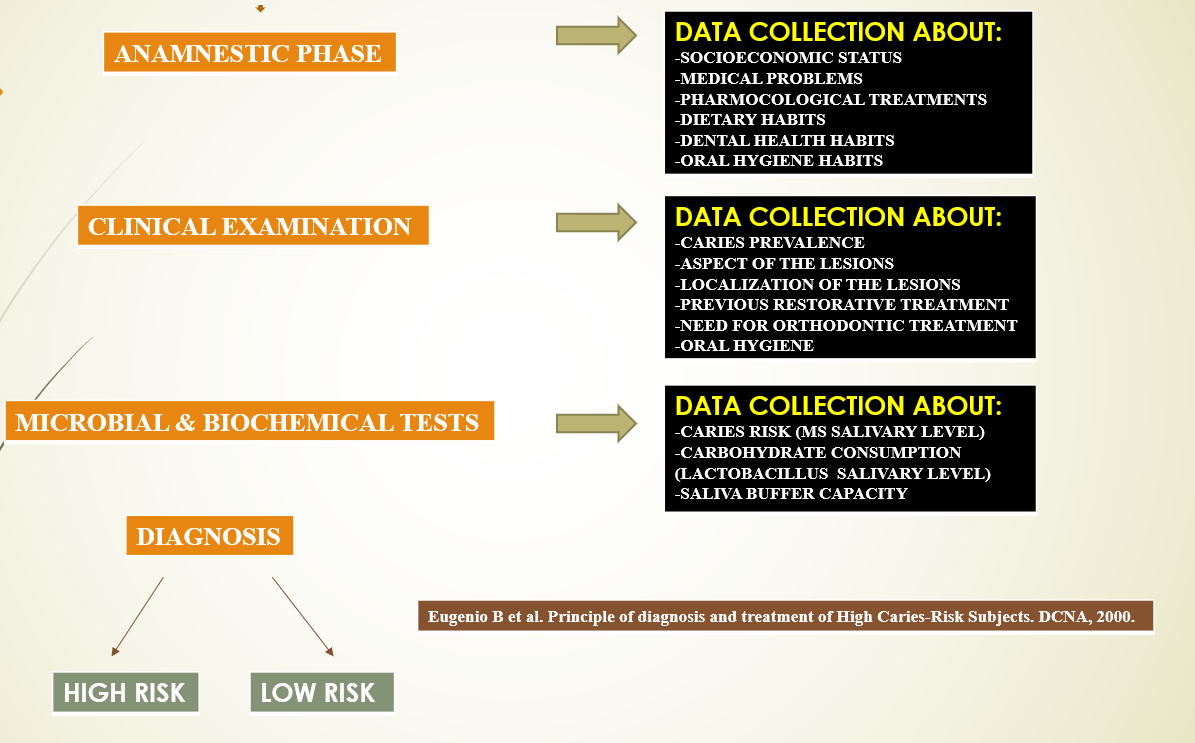 ANAMNESTIC PHASE
DATA COLLECTION ABOUT:
-SOCIOECONOMIC STATUS
-MEDICAL PROBLEMS
-PHARMOCOLOGICAL TREATMENTS
-DIETARY HABITS
-DENTAL HEALTH HABITS
-ORAL HYGIENE HABITS
CLINICAL EXAMINATION
DATA COLLECTION ABOUT:
-CARIES PREVALENCE
-ASPECT OF THE LESIONS
-LOCALIZATION OF THE LESIONS
-PREVIOUS RESTORATIVE TREATMENT
-NEED FOR ORTHODONTIC TREATMENT
-ORAL HYGIENE
MICROBIAL & BIOCHEMICAL TESTS
DATA COLLECTION ABOUT:
-CARIES RISK (MS SALIVARY LEVEL)
-CARBOHYDRATE CONSUMPTION
(LACTOBACILLUS SALIVARY LEVEL)
-SALIVA BUFFER CAPACITY
DIAGNOSIS
Eugenio B et al. Principle of diagnosis and treatment of High Caries-Risk Subjects. DCNA, 2000.
HIGH RISK
LOW RISK